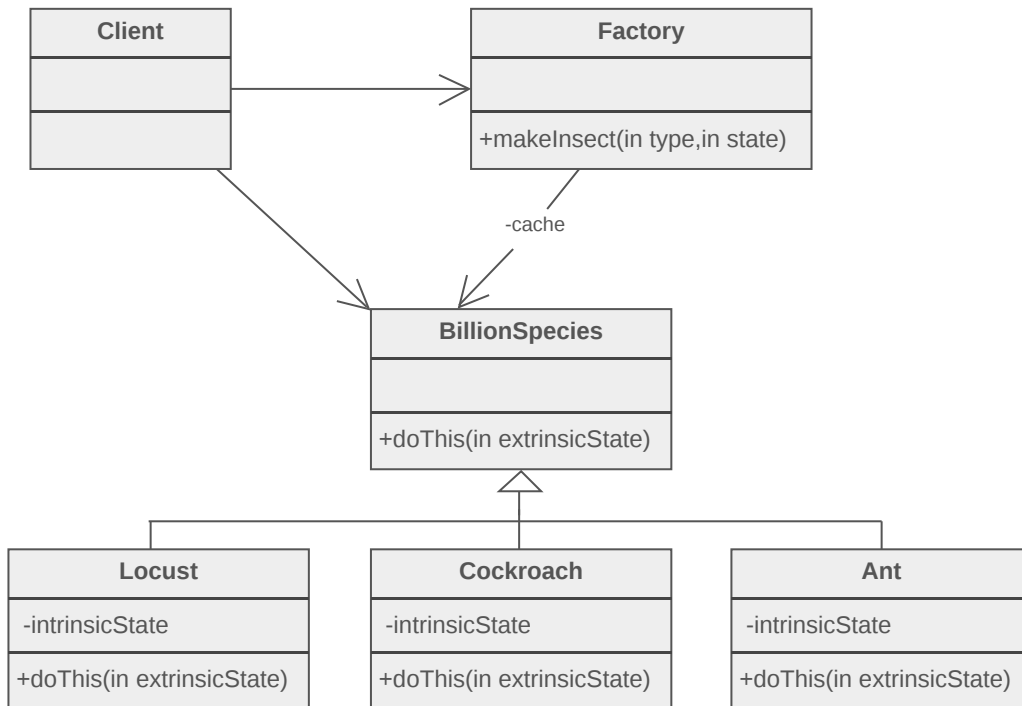 Client
Factory
+makeInsect(in type,in state)
-cache
BillionSpecies
+doThis(in extrinsicState)
Locust
-intrinsicState
+doThis(in extrinsicState)
Cockroach
-intrinsicState
+doThis(in extrinsicState)
Ant
-intrinsicState
+doThis(in extrinsicState)